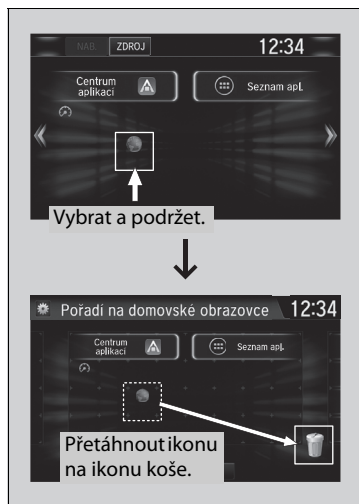 NAB. ZDROJ 12:34
Centrum
aplikací
Seznam apl.
Vybrat a podržet.
Pořadí na domovské obrazovce 12:34
Centrum
aplikací
Seznam apl.
Přetáhnout ikonu
na ikonu koše.